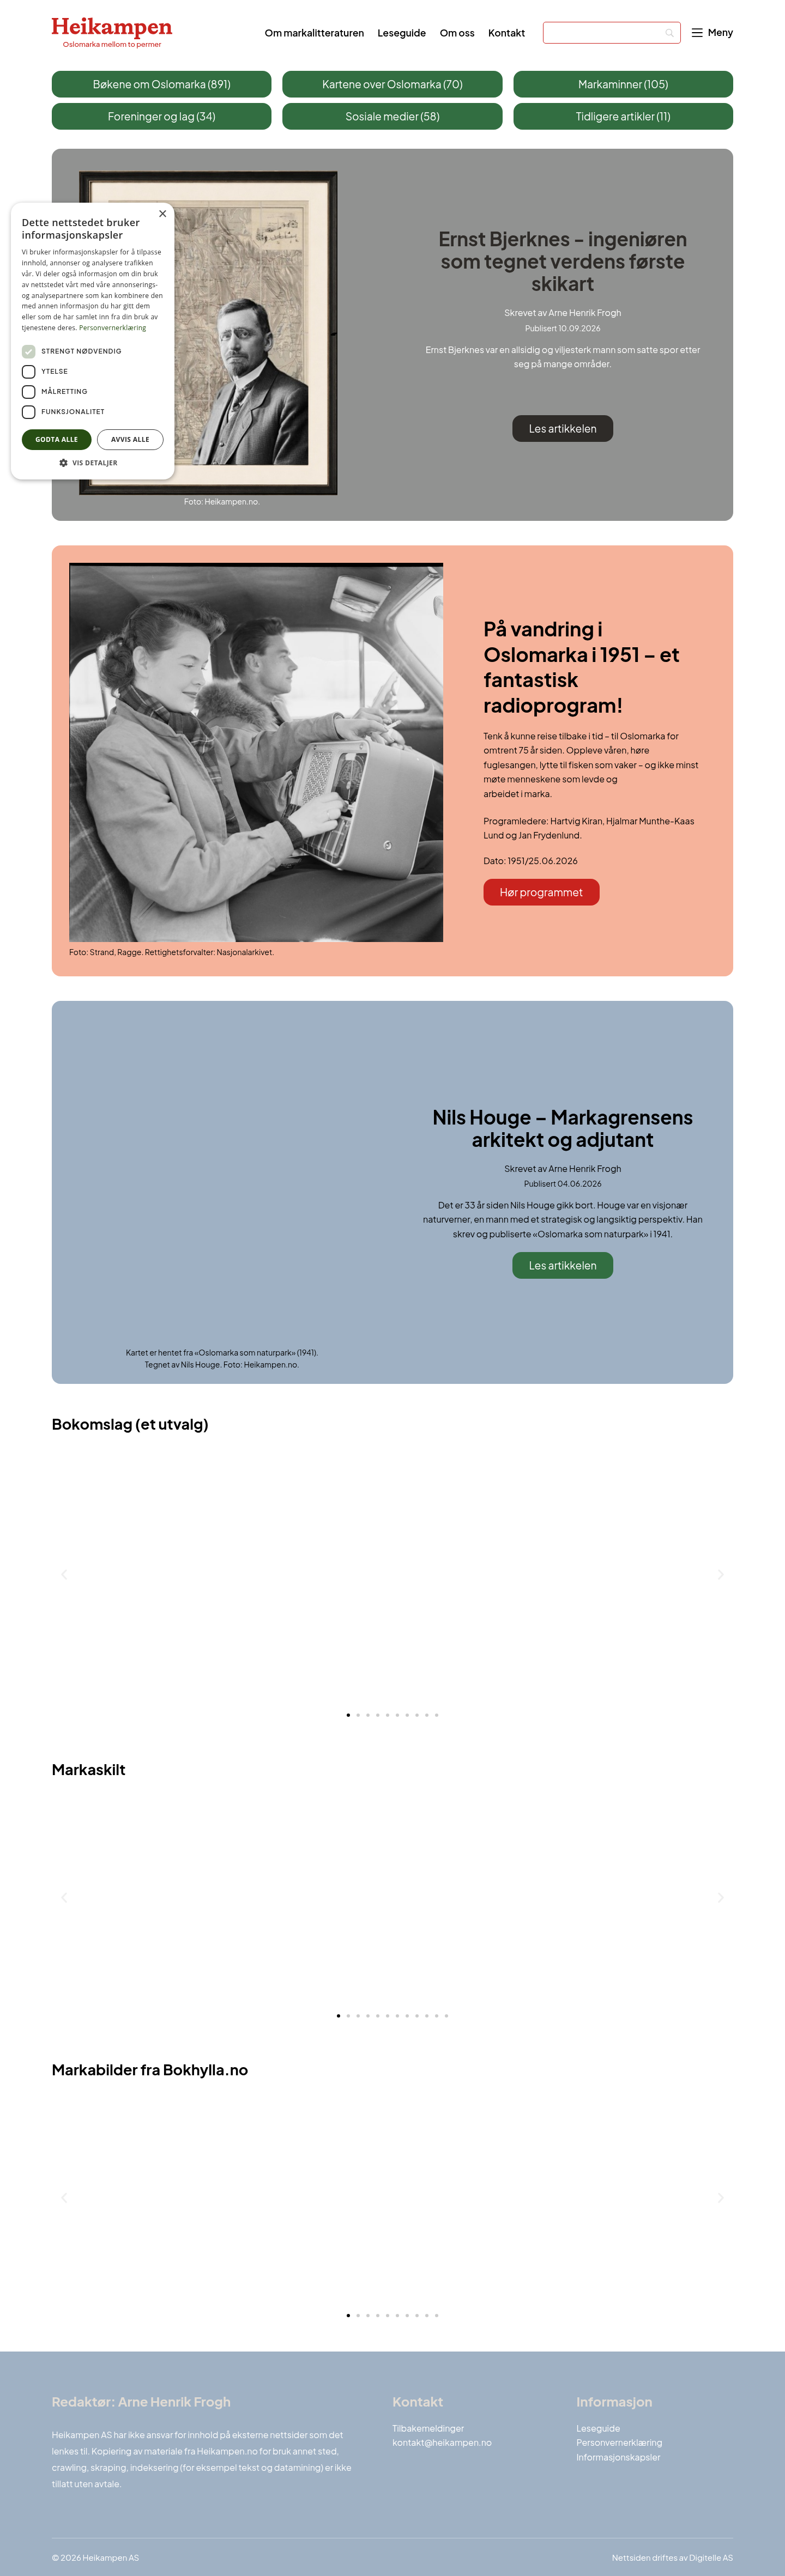 Heikampen
Oslomarka mellom to permer
Om markalitteraturen
Leseguide
Om oss
Kontakt
Meny
Bøkene om Oslomarka (891)
Kartene over Oslomarka (70)
Markaminner (105)
Foreninger og lag (34)
Sosiale medier (58)
Tidligere artikler (11)
×
Dette nettstedet bruker
informasjonskapsler
Vi bruker informasjonskapsler for å tilpasse
innhold, annonser og analysere trafikken
vår. Vi deler også informasjon om din bruk
av nettstedet vårt med våre annonserings-
og analysepartnere som kan kombinere den
med annen informasjon du har gitt dem
eller som de har samlet inn fra din bruk av
tjenestene deres. Personvernerklæring
STRENGT NØDVENDIG
YTELSE
MÅLRETTING
FUNKSJONALITET
GODTA ALLE
AVVIS ALLE
VIS DETALJER
Foto: Heikampen.no.
Ernst Bjerknes - ingeniøren
som tegnet verdens første
skikart
Skrevet av Arne Henrik Frogh
Publisert 10.09.2026
Ernst Bjerknes var en allsidig og viljesterk mann som satte spor etter
seg på mange områder.
Les artikkelen
Foto: Strand, Ragge. Rettighetsforvalter: Nasjonalarkivet.
På vandring i
Oslomarka i 1951 – et
fantastisk
radioprogram!
Tenk å kunne reise tilbake i tid – til Oslomarka for
omtrent 75 år siden. Oppleve våren, høre
fuglesangen, lytte til fisken som vaker – og ikke minst
møte menneskene som levde og
arbeidet i marka.
Programledere: Hartvig Kiran, Hjalmar Munthe-Kaas
Lund og Jan Frydenlund.
Dato: 1951/25.06.2026
Hør programmet
Kartet er hentet fra «Oslomarka som naturpark» (1941).
Tegnet av Nils Houge. Foto: Heikampen.no.
Nils Houge – Markagrensens
arkitekt og adjutant
Skrevet av Arne Henrik Frogh
Publisert 04.06.2026
Det er 33 år siden Nils Houge gikk bort. Houge var en visjonær
naturverner, en mann med et strategisk og langsiktig perspektiv. Han
skrev og publiserte «Oslomarka som naturpark» i 1941.
Les artikkelen
Bokomslag (et utvalg)
Markaskilt
Markabilder fra Bokhylla.no
Redaktør: Arne Henrik Frogh
Heikampen AS har ikke ansvar for innhold på eksterne nettsider som det
lenkes til. Kopiering av materiale fra Heikampen.no for bruk annet sted,
crawling, skraping, indeksering (for eksempel tekst og datamining) er ikke
tillatt uten avtale.
Kontakt
Tilbakemeldinger
kontakt@heikampen.no
Informasjon
Leseguide
Personvernerklæring
Informasjonskapsler
© 2026 Heikampen AS
Nettsiden driftes av Digitelle AS